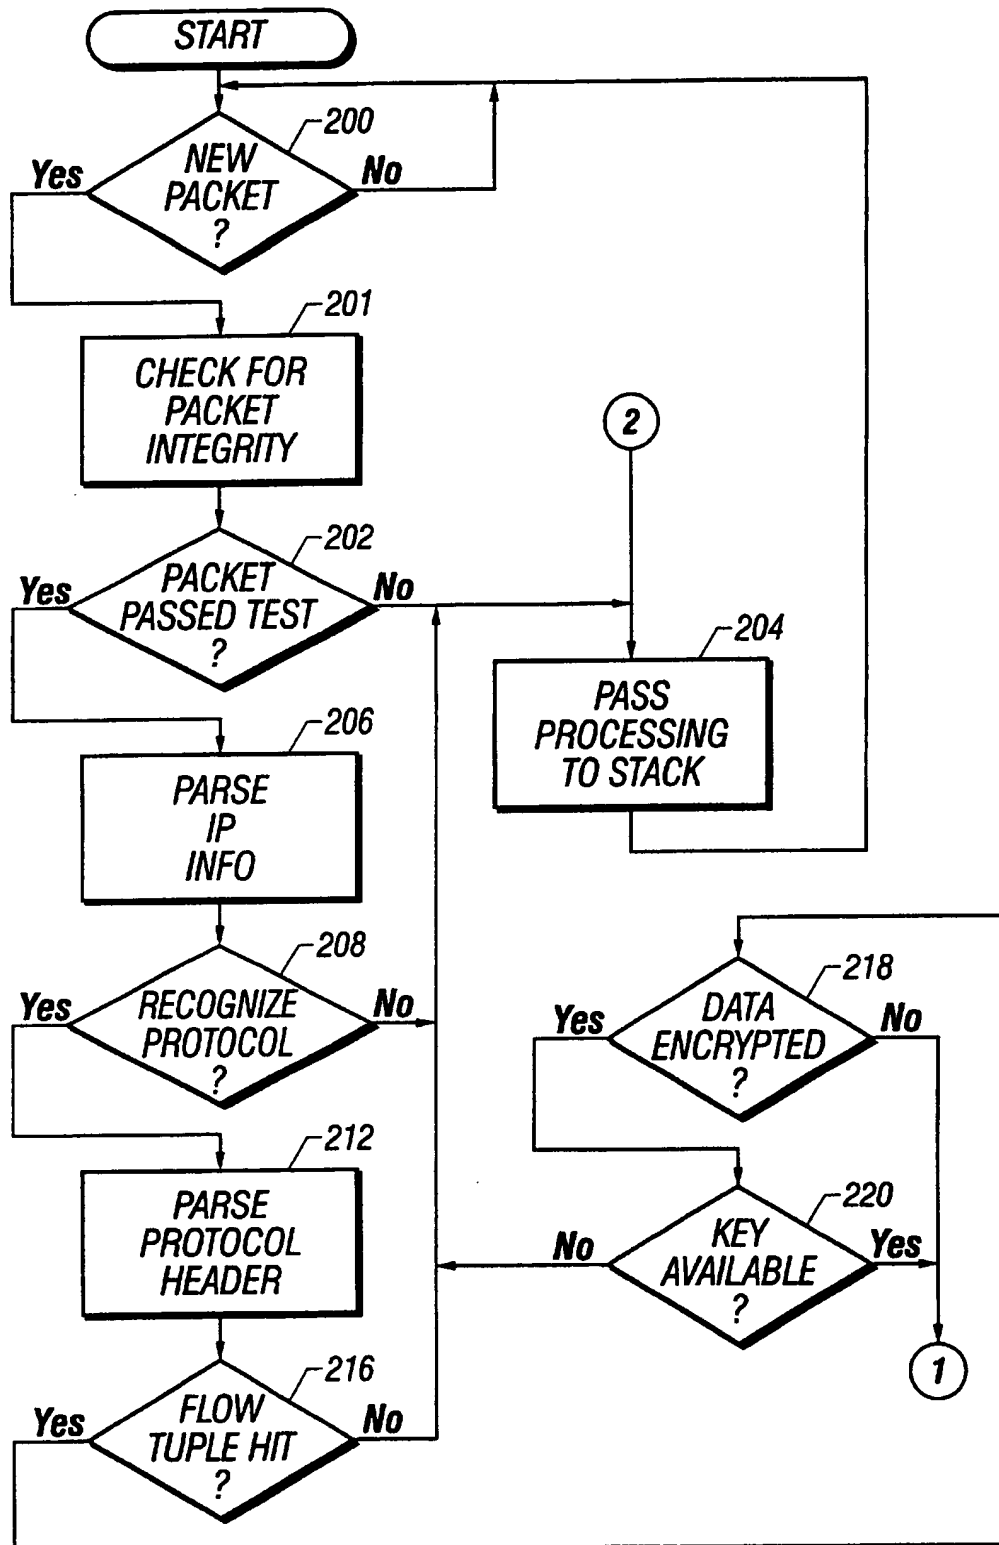 START
200
NEW
PACKET
?
Yes
No
201
CHECK FOR
PACKET
INTEGRITY
2
202
PACKET
PASSED TEST
?
Yes
No
204
PASS
PROCESSING
TO STACK
206
PARSE
IP
INFO
208
RECOGNIZE
PROTOCOL
?
Yes
No
212
PARSE
PROTOCOL
HEADER
216
FLOW
TUPLE HIT
?
Yes
No
218
DATA
ENCRYPTED
?
Yes
No
220
KEY
AVAILABLE
?
No
Yes
1